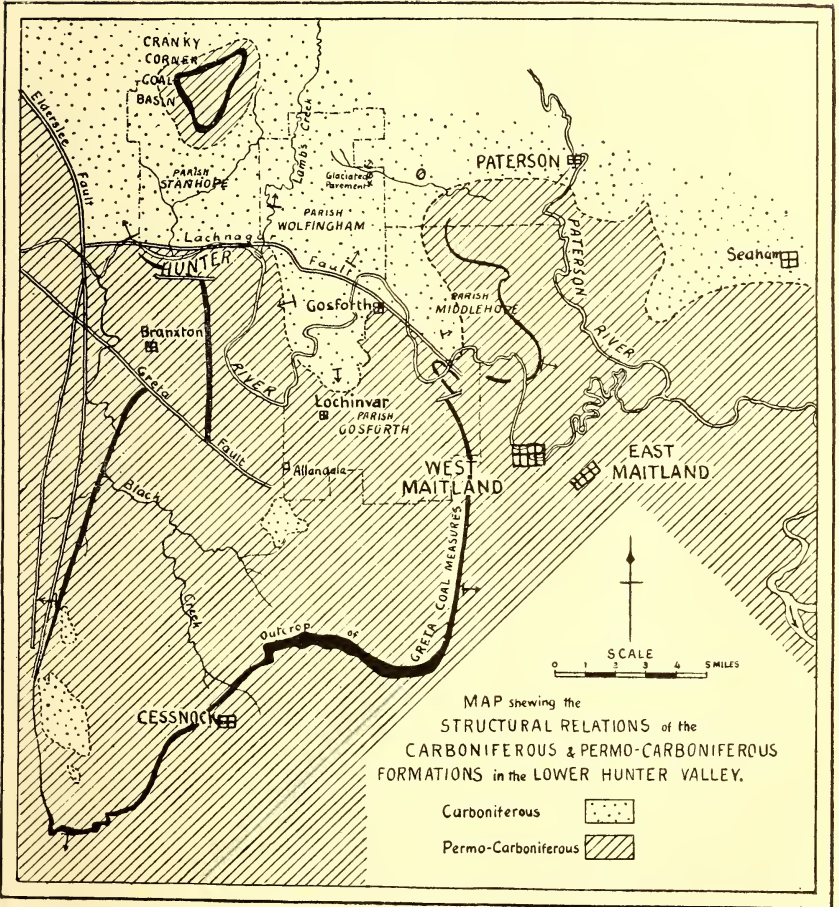 CRANKY
CORNER
COAL
BASIN
Elderslee Fault
Lamb's Creek
PARISH
STANHOPE
Glaciated
Pavement
PARISH
WOLFINGHAM
PATERSON
PATERSON RIVER
Seaham
Lochnagar Fault
HUNTER RIVER
Gosforth
PARISH
MIDDLEHOPE
Branxton
Greta Fault
Lochinvar
PARISH
GOSFORTH
Allandale
WEST
MAITLAND
EAST
MAITLAND
Black Creek
Outcrop of GRETA COAL MEASURES
CESSNOCK
SCALE
0 1 2 3 4 5 MILES
MAP shewing the
STRUCTURAL RELATIONS of the
CARBONIFEROUS & PERMO-CARBONIFEROUS
FORMATIONS in the LOWER HUNTER VALLEY.
Carboniferous
Permo-Carboniferous